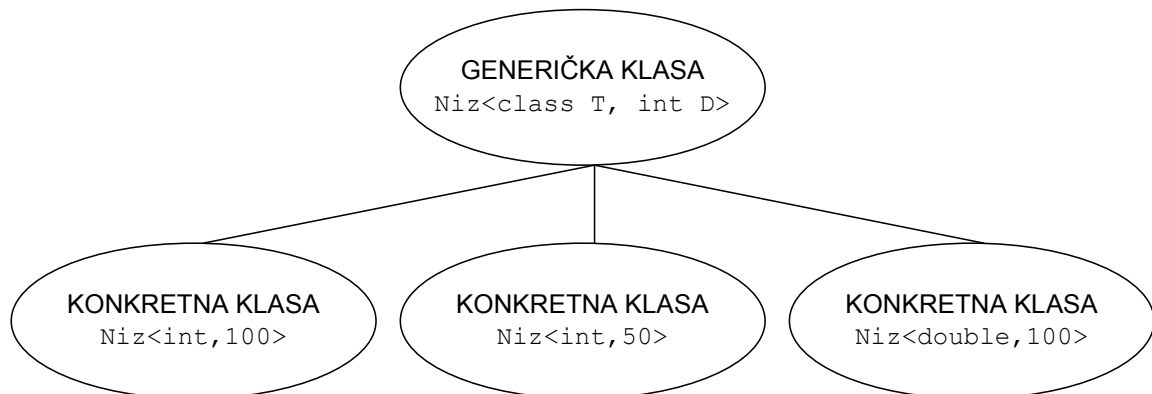 GENERIČKA KLASA
Niz<class T, int D>
KONKRETNA KLASA
Niz<int,100>
KONKRETNA KLASA
Niz<int,50>
KONKRETNA KLASA
Niz<double,100>